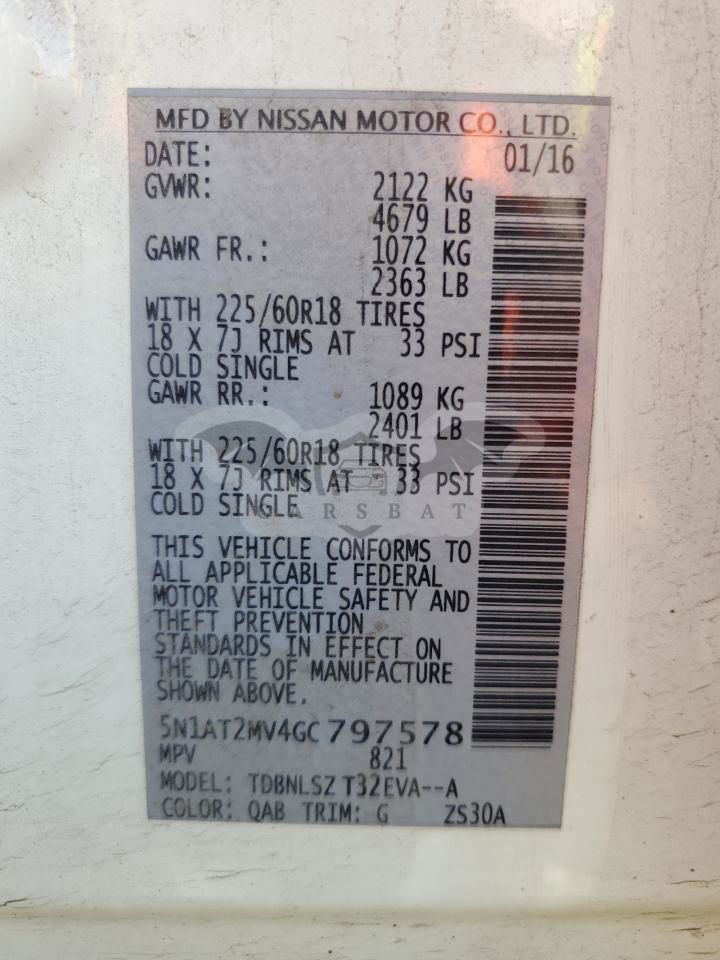 MFD BY NISSAN MOTOR CO., LTD.
DATE: 01/16
GVWR: 2122 KG
4679 LB
GAWR FR.: 1072 KG
2363 LB
WITH 225/60R18 TIRES
18 X 7J RIMS AT 33 PSI
COLD SINGLE
GAWR RR.: 1089 KG
2401 LB
WITH 225/60R18 TIRES
18 X 7J RIMS AT 33 PSI
COLD SINGLE
CARSBAT
THIS VEHICLE CONFORMS TO
ALL APPLICABLE FEDERAL
MOTOR VEHICLE SAFETY AND
THEFT PREVENTION
STANDARDS IN EFFECT ON
THE DATE OF MANUFACTURE
SHOWN ABOVE.
5N1AT2MV4GC797578
MPV 821
MODEL: TDBNLSZ T32EVA--A
COLOR: QAB TRIM: G ZS30A